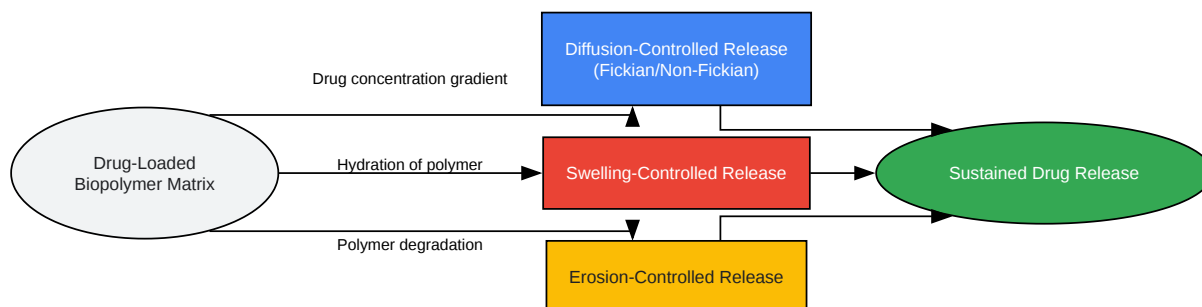 Diffusion-Controlled Release
(Fickian/Non-Fickian)
Drug concentration gradient
Drug-Loaded
Biopolymer Matrix
Hydration of polymer
Swelling-Controlled Release
Sustained Drug Release
Polymer degradation
Erosion-Controlled Release